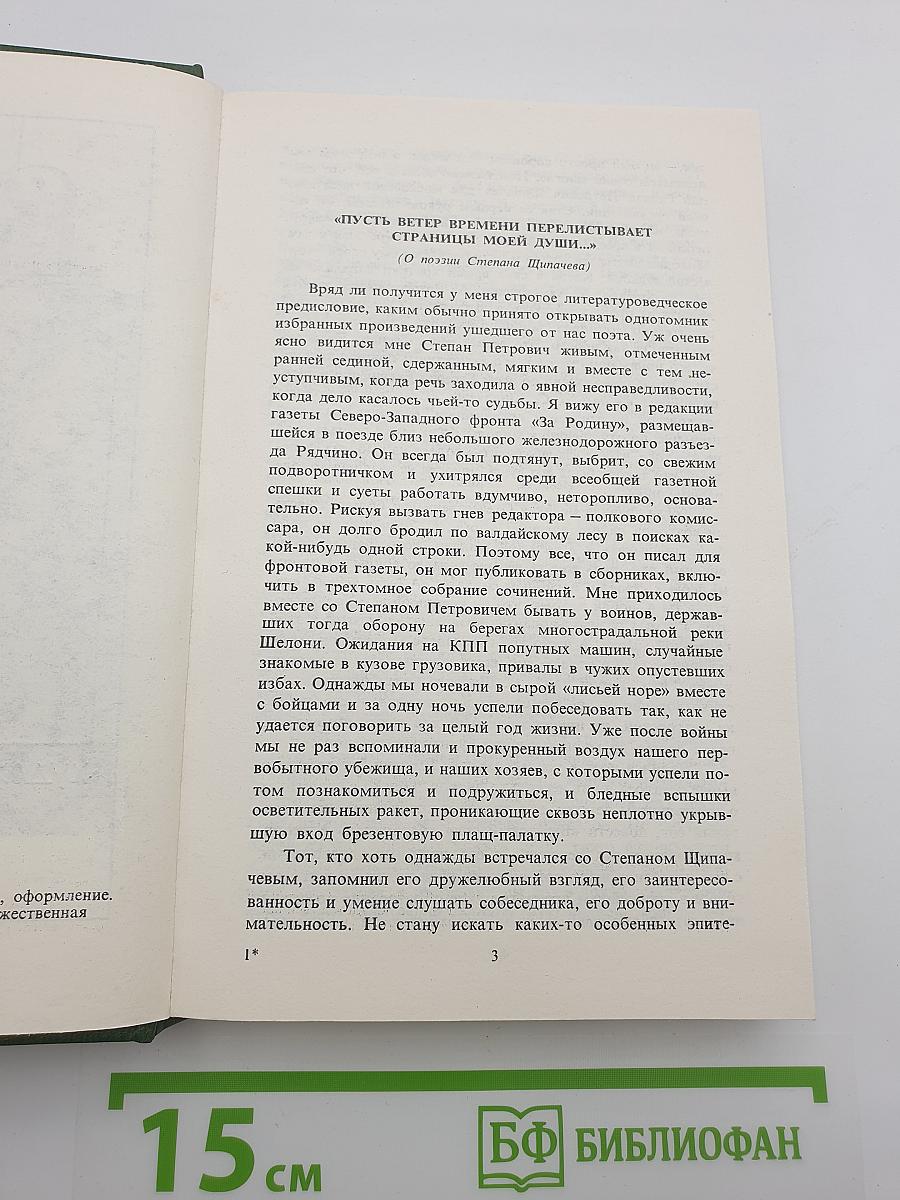 , оформление.
жественная
«ПУСТЬ ВЕТЕР ВРЕМЕНИ ПЕРЕЛИСТЫВАЕТ
СТРАНИЦЫ МОЕЙ ДУШИ...»
(О поэзии Степана Щипачева)
Вряд ли получится у меня строгое литературоведческое
предисловие, каким обычно принято открывать однотомник
избранных произведений ушедшего от нас поэта. Уж очень
ясно видится мне Степан Петрович живым, отмеченным
ранней сединой, сдержанным, мягким и вместе с тем не-
уступчивым, когда речь заходила о явной несправедливости,
когда дело касалось чьей-то судьбы. Я вижу его в редакции
газеты Северо-Западного фронта «За Родину», размещав-
шейся в поезде близ небольшого железнодорожного разъез-
да Рядчино. Он всегда был подтянут, выбрит, со свежим
подворотничком и ухитрялся среди всеобщей газетной
спешки и суеты работать вдумчиво, неторопливо, основа-
тельно. Рискуя вызвать гнев редактора – полкового комис-
сара, он долго бродил по валдайскому лесу в поисках ка-
кой-нибудь одной строки. Поэтому все, что он писал для
фронтовой газеты, он мог публиковать в сборниках, вклю-
чить в трехтомное собрание сочинений. Мне приходилось
вместе со Степаном Петровичем бывать у воинов, держав-
ших тогда оборону на берегах многострадальной реки
Шелони. Ожидания на КПП попутных машин, случайные
знакомые в кузове грузовика, привалы в чужих опустевших
избах. Однажды мы ночевали в сырой «лисьей норе» вместе
с бойцами и за одну ночь успели побеседовать так, как не
удается поговорить за целый год жизни. Уже после войны
мы не раз вспоминали и прокуренный воздух нашего пер-
вобытного убежища, и наших хозяев, с которыми успели по-
том познакомиться и подружиться, и бледные вспышки
осветительных ракет, проникающие сквозь неплотно укрыв-
шую вход брезентовую плащ-палатку.
Тот, кто хоть однажды встречался со Степаном Щипа-
чевым, запомнил его дружелюбный взгляд, его заинтересо-
ванность и умение слушать собеседника, его доброту и вни-
мательность. Не стану искать каких-то особенных эпите-
1*
3
15 см
БФ БИБЛИОФАН